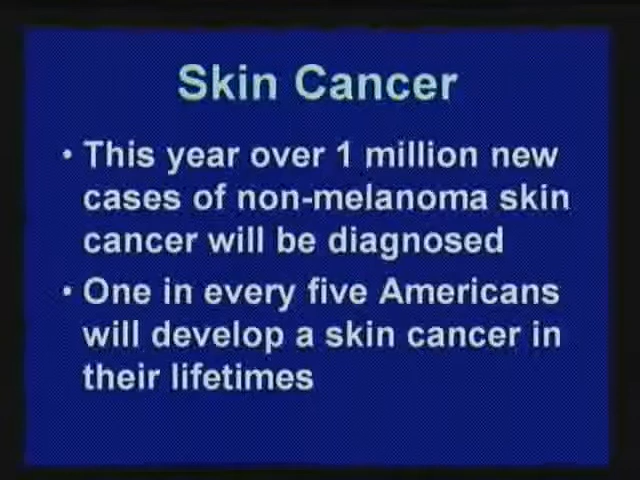 Skin Cancer
• This year over 1 million new
cases of non-melanoma skin
cancer will be diagnosed
• One in every five Americans
will develop a skin cancer in
their lifetimes